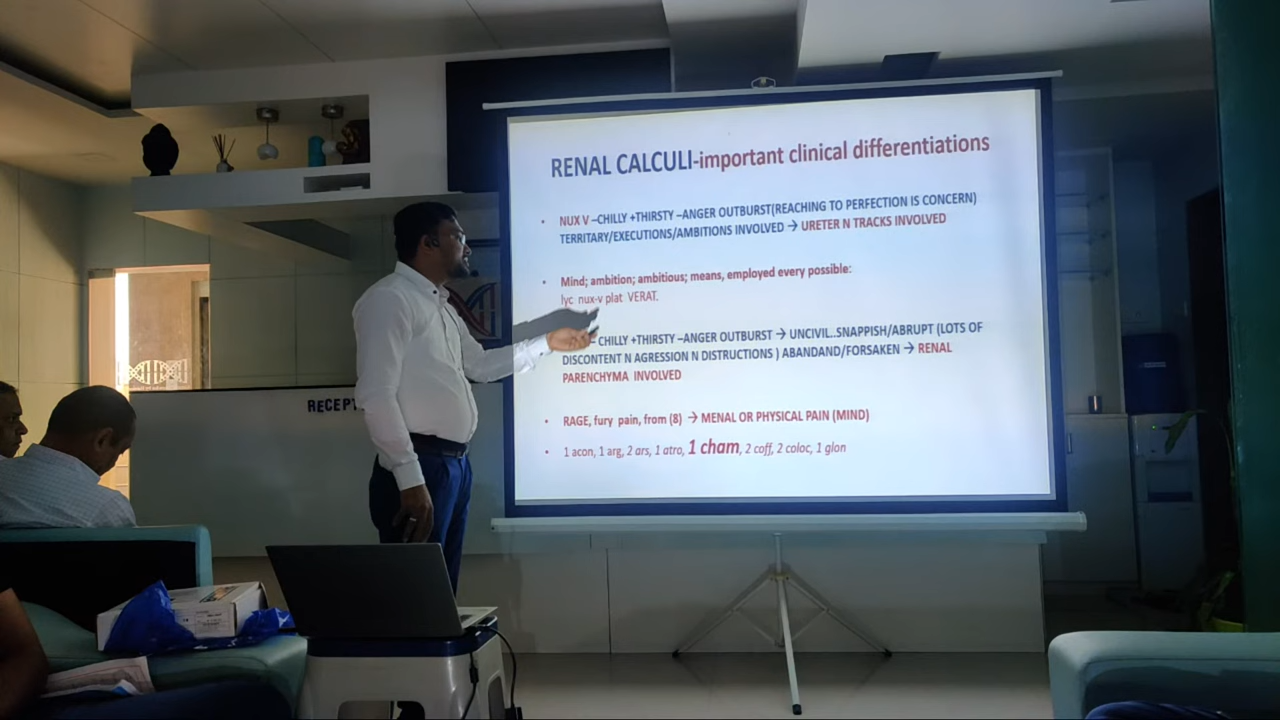 RENAL CALCULI-important clinical differentiations
• NUX V –CHILLY +THIRSTY –ANGER OUTBURST(REACHING TO PERFECTION IS CONCERN)
TERRITARY/EXECUTIONS/AMBITIONS INVOLVED → URETER N TRACKS INVOLVED
• Mind; ambition; ambitious; means, employed every possible:
lyc nux-v plat VERAT.
– CHILLY +THIRSTY –ANGER OUTBURST → UNCIVIL..SNAPPISH/ABRUPT (LOTS OF
DISCONTENT N AGRESSION N DISTRUCTIONS ) ABANDAND/FORSAKEN → RENAL
PARENCHYMA INVOLVED
• RAGE, fury pain, from (8) → MENAL OR PHYSICAL PAIN (MIND)
• 1 acon, 1 arg, 2 ars, 1 atro, 1 cham, 2 coff, 2 coloc, 1 glon
RECEPT